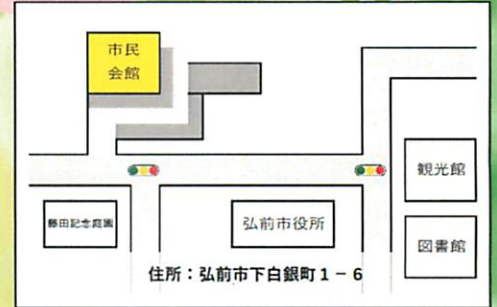 市民
会館
観光館
藤田記念庭園
弘前市役所
図書館
住所：弘前市下白銀町1－6